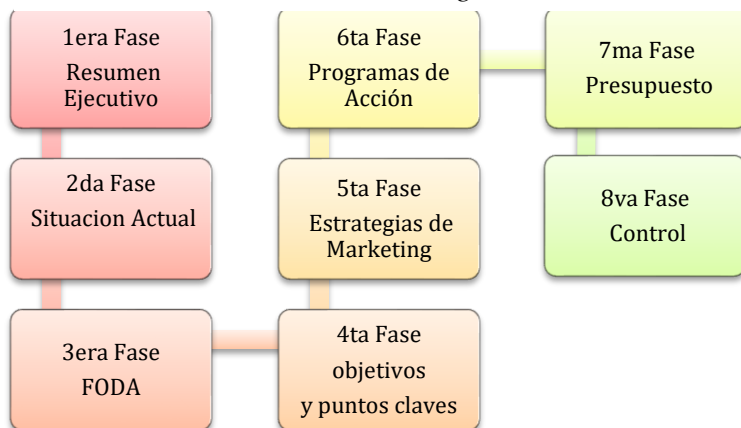 1era Fase
Resumen
Ejecutivo
2da Fase
Situacion Actual
3era Fase
FODA
4ta Fase
objetivos
y puntos claves
5ta Fase
Estrategias de
Marketing
6ta Fase
Programas de
Acción
7ma Fase
Presupuesto
8va Fase
Control